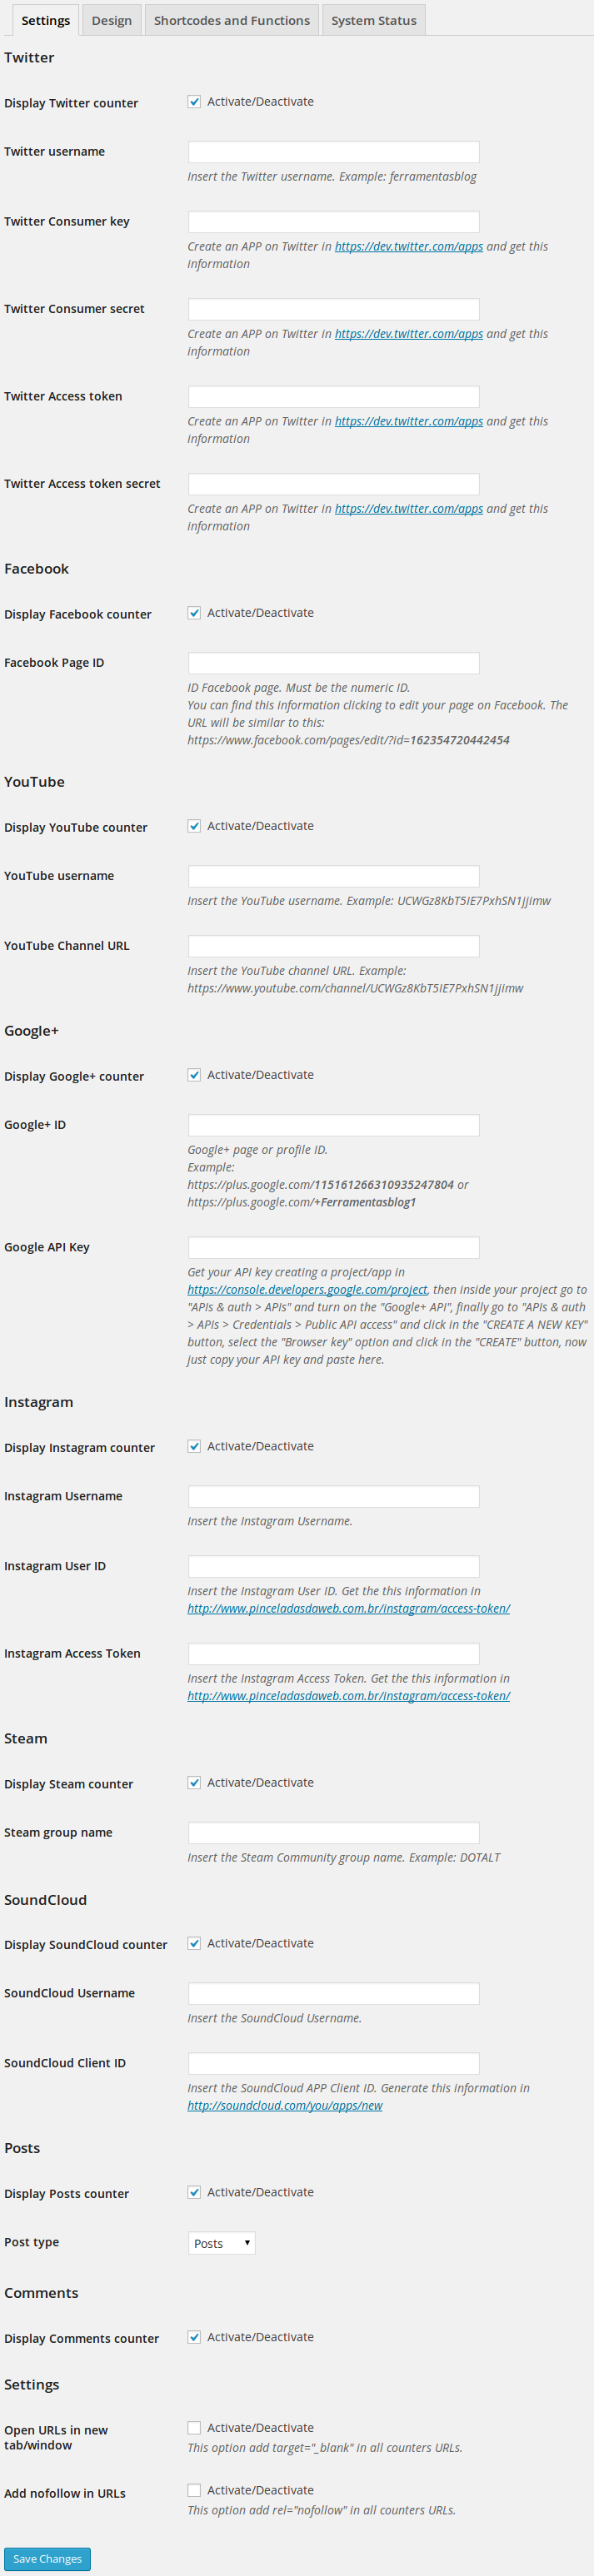 Settings Design Shortcodes and Functions System Status
Twitter
Display Twitter counter Activate/Deactivate
Twitter username
Insert the Twitter username. Example: ferramentasblog
Twitter Consumer key
Create an APP on Twitter in https://dev.twitter.com/apps and get this
information
Twitter Consumer secret
Create an APP on Twitter in https://dev.twitter.com/apps and get this
information
Twitter Access token
Create an APP on Twitter in https://dev.twitter.com/apps and get this
information
Twitter Access token secret
Create an APP on Twitter in https://dev.twitter.com/apps and get this
information
Facebook
Display Facebook counter Activate/Deactivate
Facebook Page ID
ID Facebook page. Must be the numeric ID.
You can find this information clicking to edit your page on Facebook. The
URL will be similar to this:
https://www.facebook.com/pages/edit/?id=162354720442454
YouTube
Display YouTube counter Activate/Deactivate
YouTube username
Insert the YouTube username. Example: UCWGz8KbT5IE7PxhSN1jjimw
YouTube Channel URL
Insert the YouTube channel URL. Example:
https://www.youtube.com/channel/UCWGz8KbT5IE7PxhSN1jjimw
Google+
Display Google+ counter Activate/Deactivate
Google+ ID
Google+ page or profile ID.
Example:
https://plus.google.com/115161266310935247804 or
https://plus.google.com/+Ferramentasblog1
Google API Key
Get your API key creating a project/app in
https://console.developers.google.com/project, then inside your project go to
"APIs & auth > APIs" and turn on the "Google+ API", finally go to "APIs & auth
> APIs > Credentials > Public API access" and click in the "CREATE A NEW KEY"
button, select the "Browser key" option and click in the "CREATE" button, now
just copy your API key and paste here.
Instagram
Display Instagram counter Activate/Deactivate
Instagram Username
Insert the Instagram Username.
Instagram User ID
Insert the Instagram User ID. Get the this information in
http://www.pinceladasdaweb.com.br/instagram/access-token/
Instagram Access Token
Insert the Instagram Access Token. Get the this information in
http://www.pinceladasdaweb.com.br/instagram/access-token/
Steam
Display Steam counter Activate/Deactivate
Steam group name
Insert the Steam Community group name. Example: DOTALT
SoundCloud
Display SoundCloud counter Activate/Deactivate
SoundCloud Username
Insert the SoundCloud Username.
SoundCloud Client ID
Insert the SoundCloud APP Client ID. Generate this information in
http://soundcloud.com/you/apps/new
Posts
Display Posts counter Activate/Deactivate
Post type Posts
Comments
Display Comments counter Activate/Deactivate
Settings
Open URLs in new Activate/Deactivate
tab/window
This option add target="_blank" in all counters URLs.
Add nofollow in URLs Activate/Deactivate
This option add rel="nofollow" in all counters URLs.
Save Changes